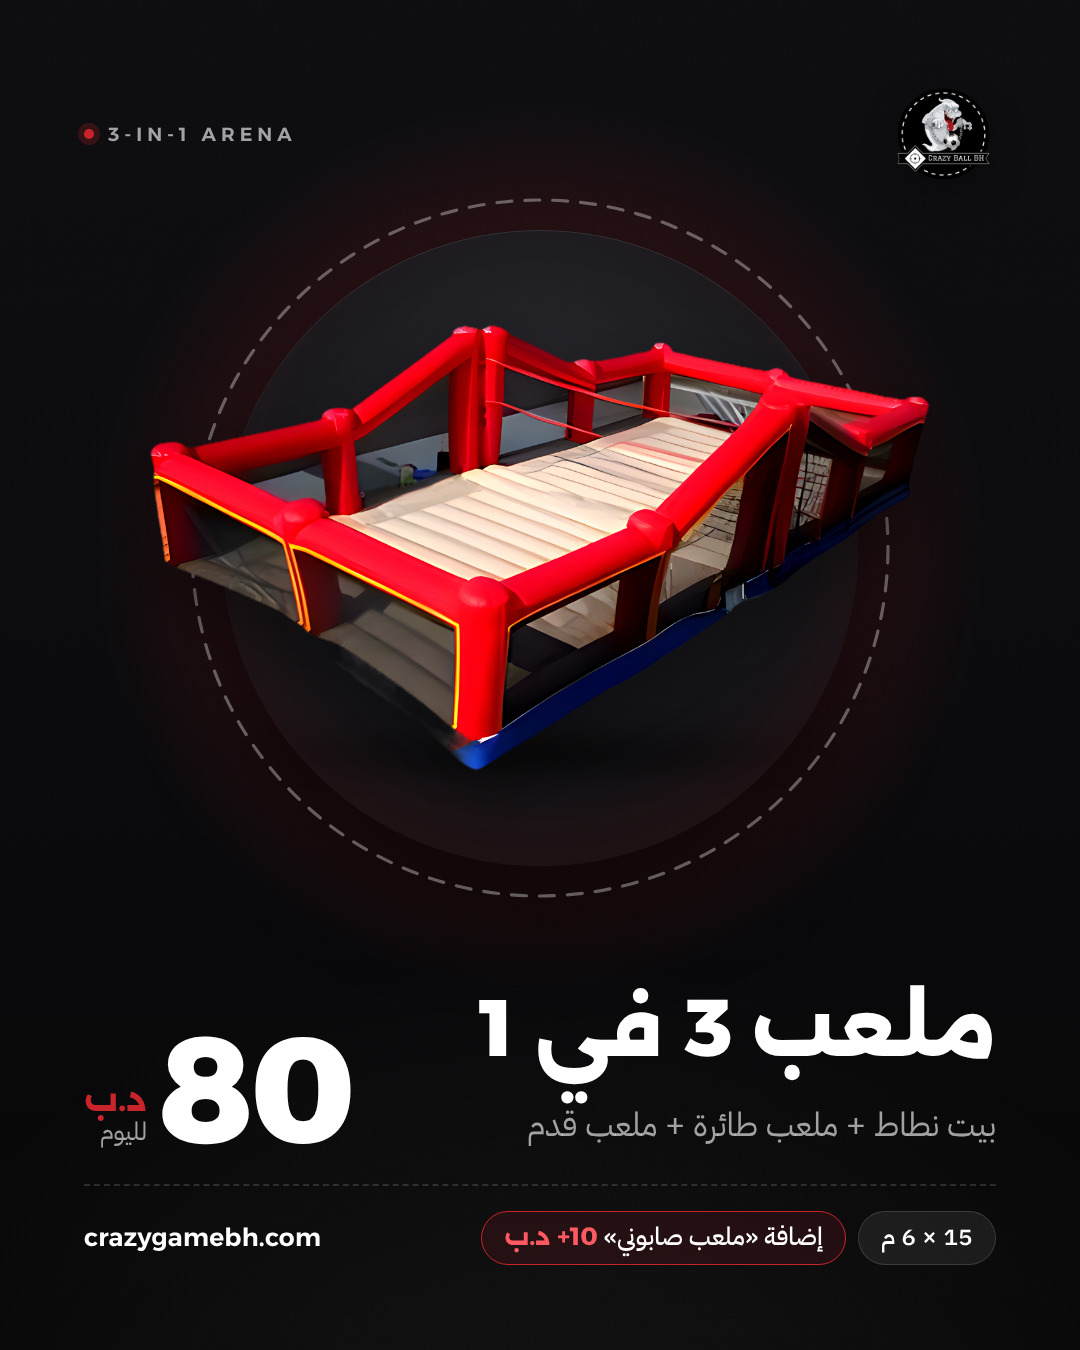 3-IN-1 ARENA
CRAZY BALL BH
ملعب 3 في 1
بيت نطاط + ملعب طائرة + ملعب قدم
80
د.ب
لليوم
15 × 6 م
إضافة «ملعب صابوني» +10 د.ب
crazygamebh.com